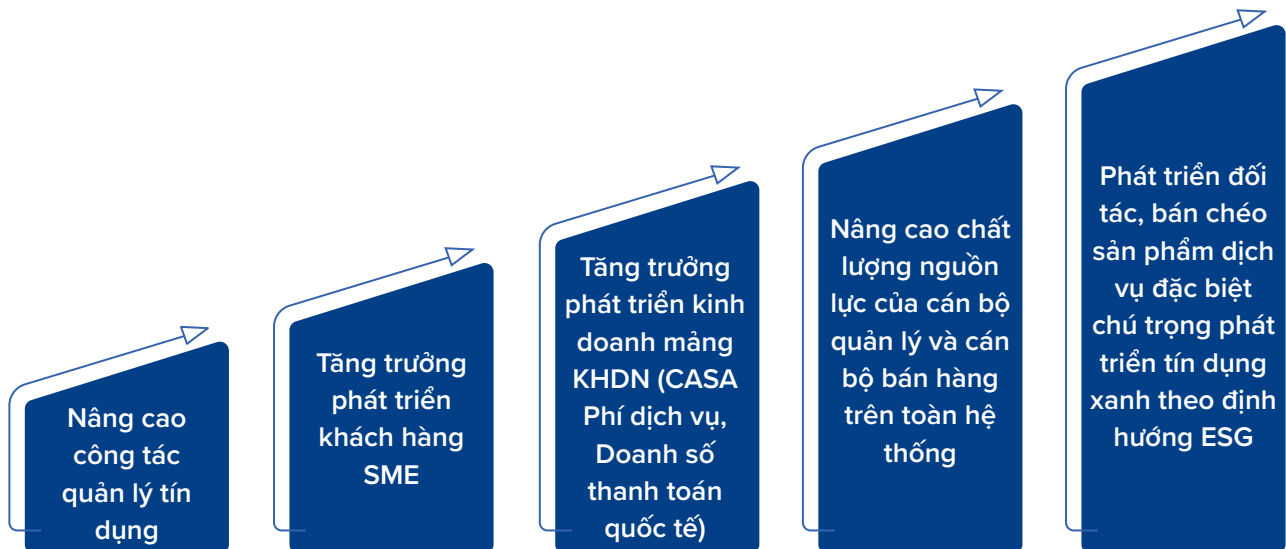 Nâng cao
công tác
quản lý tín
dụng
Tăng trưởng
phát triển
khách hàng
SME
Tăng trưởng
phát triển kinh
doanh mảng
KHDN (CASA
Phí dịch vụ,
Doanh số
thanh toán
quốc tế)
Nâng cao chất
lượng nguồn
lực của cán bộ
quản lý và cán
bộ bán hàng
trên toàn hệ
thống
Phát triển đối
tác, bán chéo
sản phẩm dịch
vụ đặc biệt
chú trọng phát
triển tín dụng
xanh theo định
hướng ESG